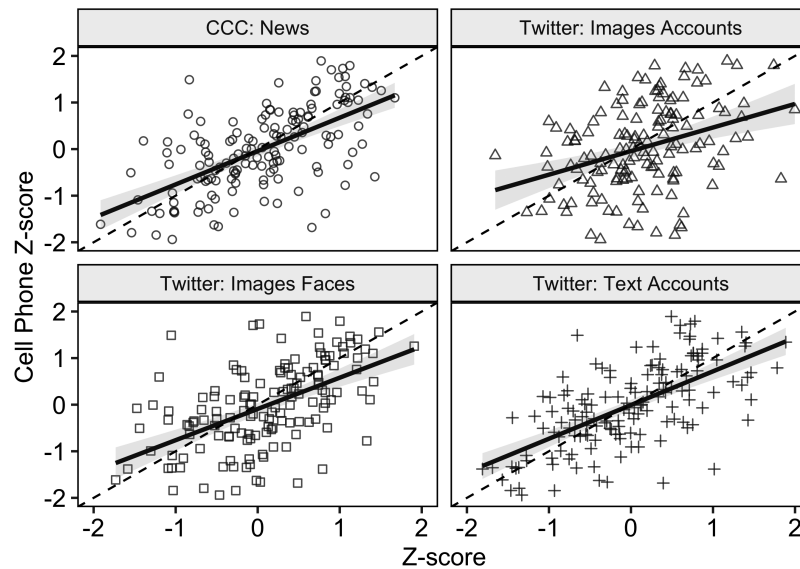 CCC: News
Twitter: Images Accounts
2
1
0
-1
-2
Cell Phone Z-score
Twitter: Images Faces
Twitter: Text Accounts
2
1
0
-1
-2
-2 -1 0 1 2 -2 -1 0 1 2
Z-score